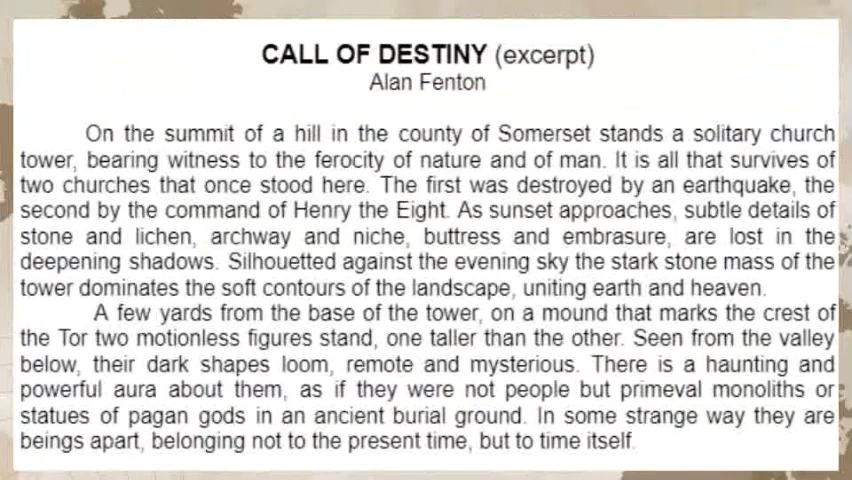 CALL OF DESTINY (excerpt)
Alan Fenton
On the summit of a hill in the county of Somerset stands a solitary church
tower, bearing witness to the ferocity of nature and of man. It is all that survives of
two churches that once stood here. The first was destroyed by an earthquake, the
second by the command of Henry the Eight. As sunset approaches, subtle details of
stone and lichen, archway and niche, buttress and embrasure, are lost in the
deepening shadows. Silhouetted against the evening sky the stark stone mass of the
tower dominates the soft contours of the landscape, uniting earth and heaven.
A few yards from the base of the tower, on a mound that marks the crest of
the Tor two motionless figures stand, one taller than the other. Seen from the valley
below, their dark shapes loom, remote and mysterious. There is a haunting and
powerful aura about them, as if they were not people but primeval monoliths or
statues of pagan gods in an ancient burial ground. In some strange way they are
beings apart, belonging not to the present time, but to time itself.